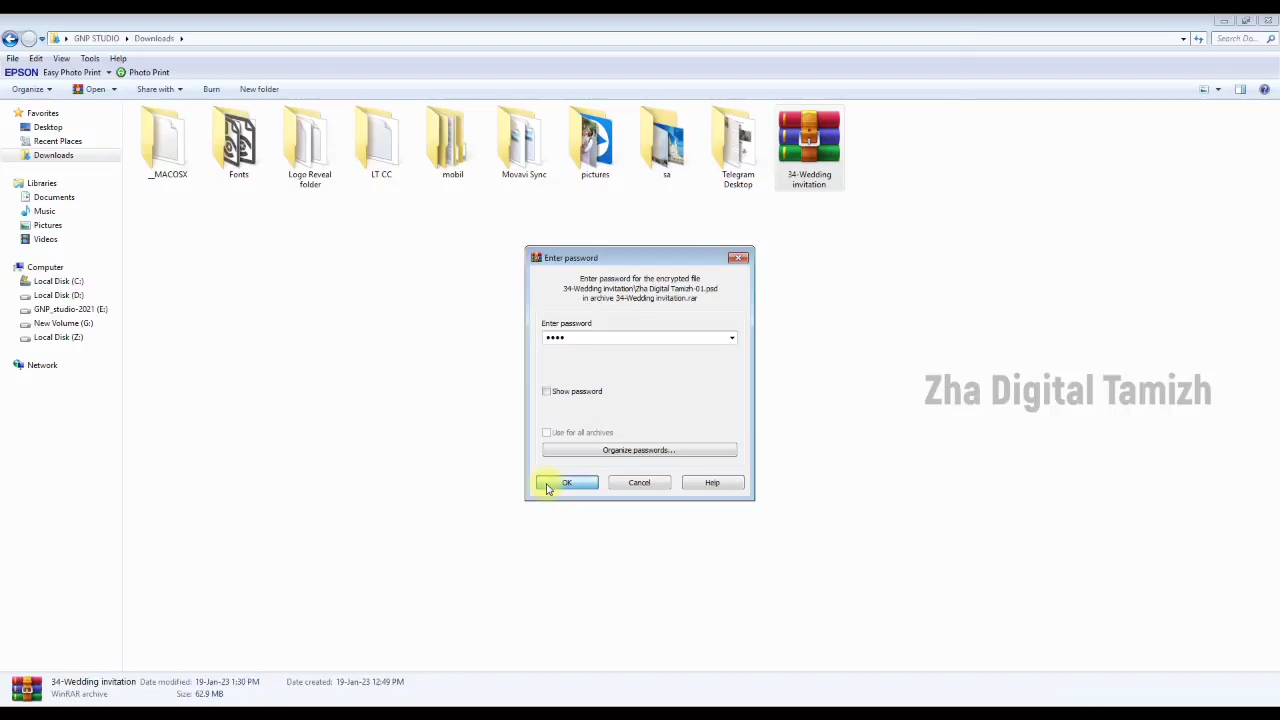 GNP STUDIO
Downloads
Search Do...
File Edit View Tools Help
EPSON Easy Photo Print Photo Print
Organize Open Share with Burn New folder
Favorites
Desktop
Recent Places
Downloads
Libraries
Documents
Music
Pictures
Videos
Computer
Local Disk (C:)
Local Disk (D:)
GNP_studio-2021 (E:)
New Volume (G:)
Local Disk (Z:)
Network
__MACOSX
Fonts
Logo Reveal
folder
LT CC
mobil
Movavi Sync
pictures
sa
Telegram
Desktop
34-Wedding
invitation
Enter password
Enter password for the encrypted file
34-Wedding invitation\Zha Digital Tamizh-01.psd
in archive 34-Wedding invitation.rar
Enter password
••••
Show password
Use for all archives
Organize passwords...
OK Cancel Help
Zha Digital Tamizh
34-Wedding invitation Date modified: 19-Jan-23 1:30 PM Date created: 19-Jan-23 12:49 PM
WinRAR archive Size: 62.9 MB